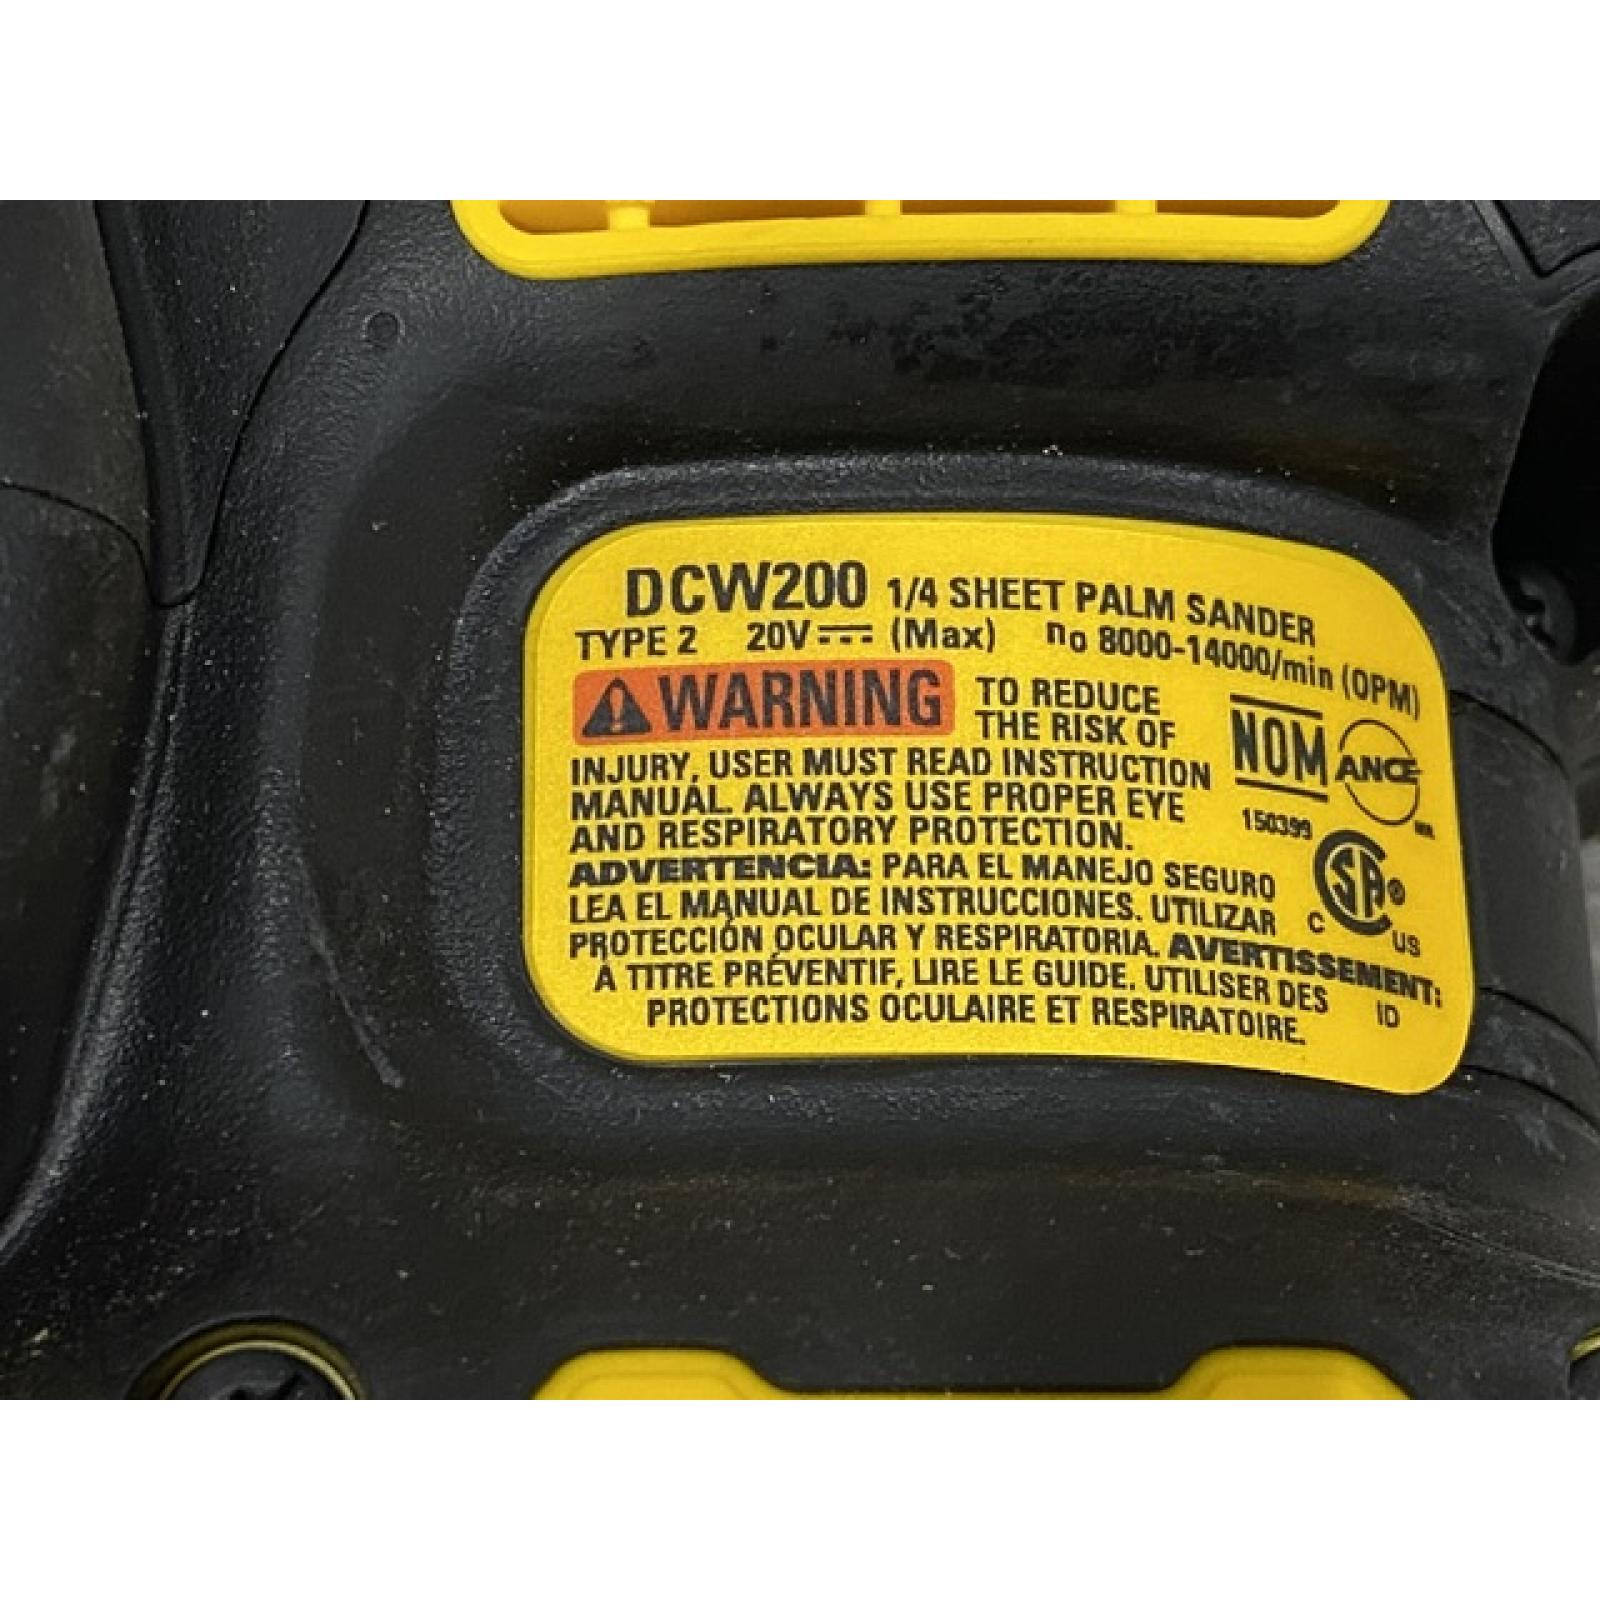 DCW200 1/4 SHEET PALM SANDER
TYPE 2 20V (Max) no 8000-14000/min (OPM)
WARNING TO REDUCE
THE RISK OF
INJURY, USER MUST READ INSTRUCTION
MANUAL. ALWAYS USE PROPER EYE
AND RESPIRATORY PROTECTION.
NOM ANCE
150399
CSA®
C US
ADVERTENCIA: PARA EL MANEJO SEGURO
LEA EL MANUAL DE INSTRUCCIONES. UTILIZAR
PROTECCIÓN OCULAR Y RESPIRATORIA. AVERTISSEMENT:
À TITRE PRÉVENTIF, LIRE LE GUIDE. UTILISER DES
PROTECTIONS OCULAIRE ET RESPIRATOIRE.
ID